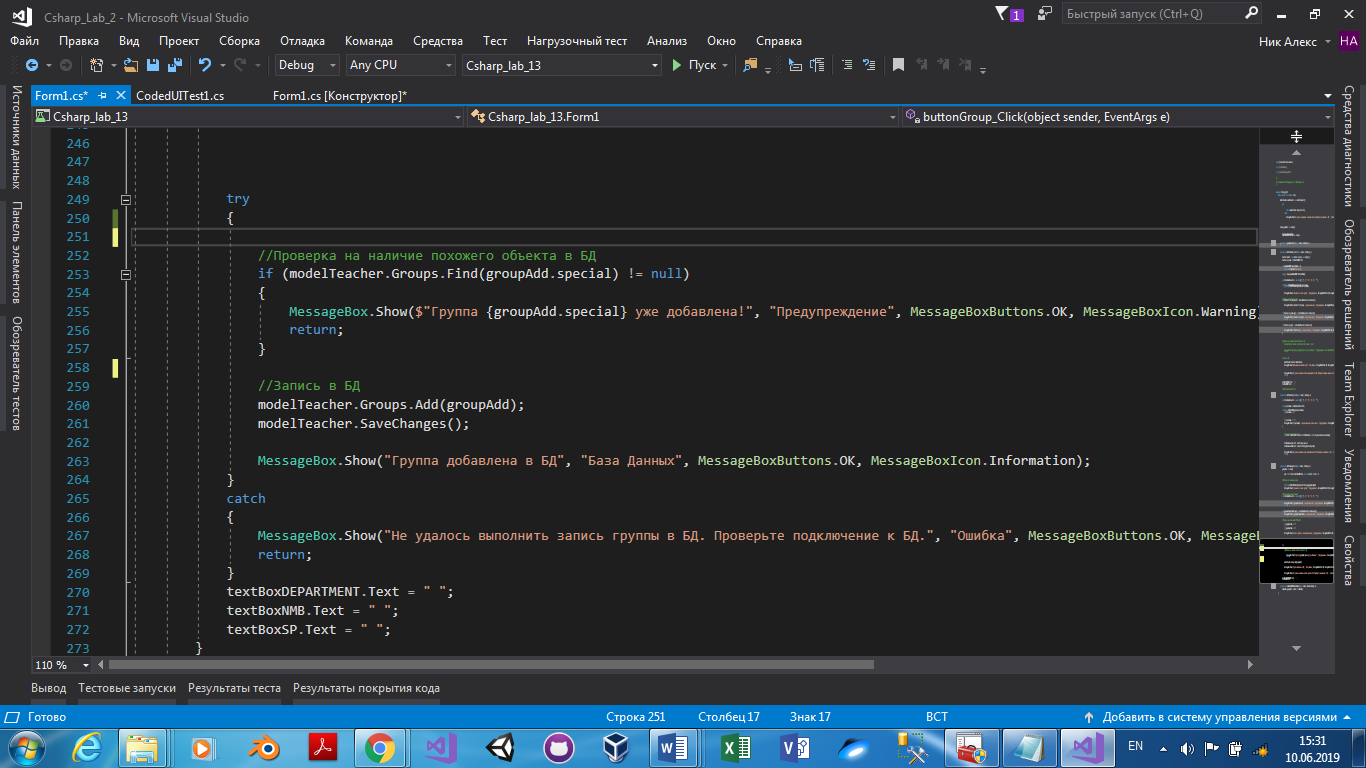 Csharp_Lab_2 - Microsoft Visual Studio
1
Быстрый запуск (Ctrl+Q)
Файл Правка Вид Проект Сборка Отладка Команда Средства Тест Нагрузочный тест Анализ Окно Справка
Ник Алекс НА
Debug Any CPU Csharp_lab_13 Пуск
Form1.cs* CodedUITest1.cs Form1.cs [Конструктор]*
Csharp_lab_13 Csharp_lab_13.Form1 buttonGroup_Click(object sender, EventArgs e)
Источники данных
Панель элементов
Обозреватель тестов
246
247
248
249 try
250 {
251
252 //Проверка на наличие похожего объекта в БД
253 if (modelTeacher.Groups.Find(groupAdd.special) != null)
254 {
255 MessageBox.Show($"Группа {groupAdd.special} уже добавлена!", "Предупреждение", MessageBoxButtons.OK, MessageBoxIcon.Warning)
256 return;
257 }
258
259 //Запись в БД
260 modelTeacher.Groups.Add(groupAdd);
261 modelTeacher.SaveChanges();
262
263 MessageBox.Show("Группа добавлена в БД", "База Данных", MessageBoxButtons.OK, MessageBoxIcon.Information);
264 }
265 catch
266 {
267 MessageBox.Show("Не удалось выполнить запись группы в БД. Проверьте подключение к БД.", "Ошибка", MessageBoxButtons.OK, Message
268 return;
269 }
270 textBoxDEPARTMENT.Text = " ";
271 textBoxNMB.Text = " ";
272 textBoxSP.Text = " ";
273 }
Средства диагностики
Обозреватель решений
Team Explorer
Уведомления
Свойства
110 %
Вывод Тестовые запуски Результаты теста Результаты покрытия кода
Готово Строка 251 Столбец 17 Знак 17 ВСТ Добавить в систему управления версиями
EN 15:31
10.06.2019